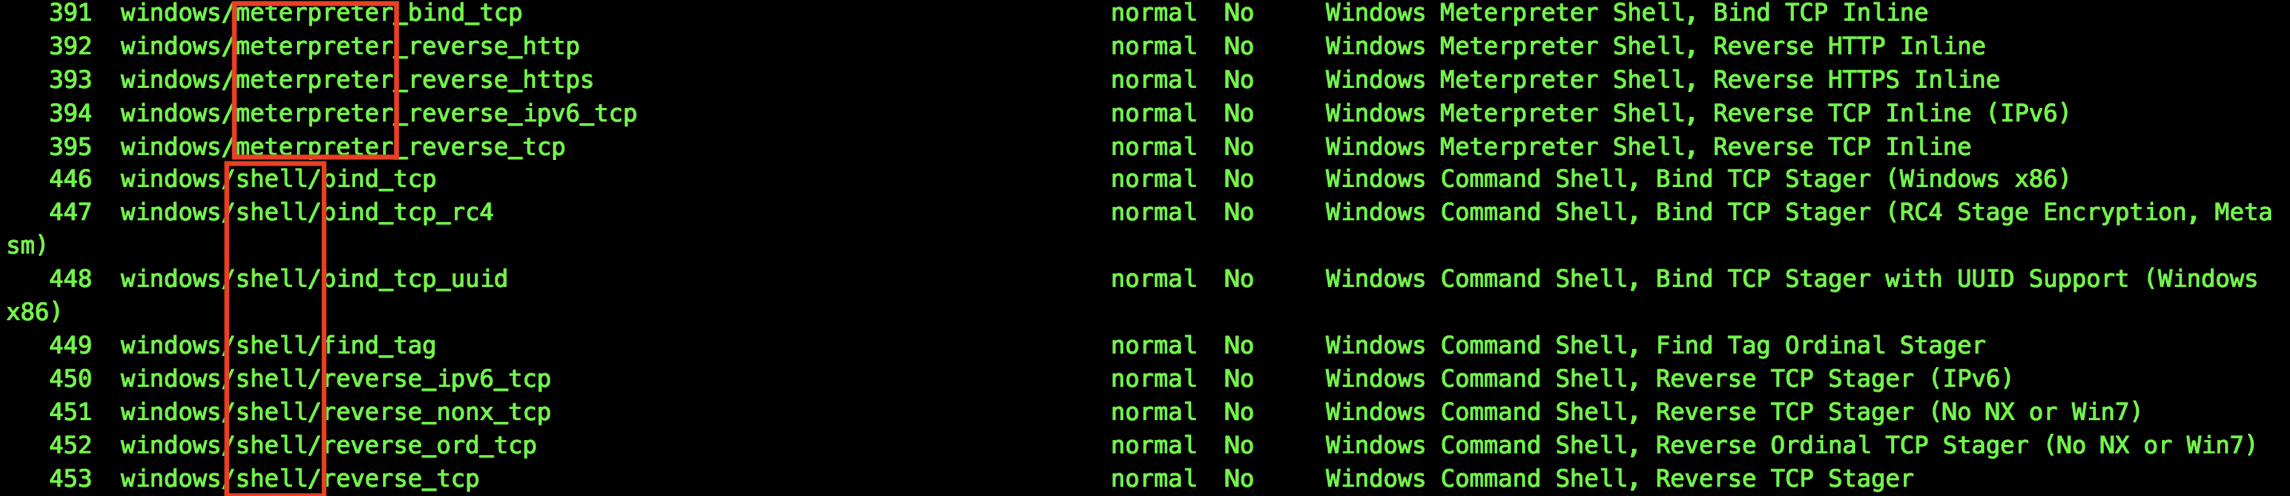 391 windows/meterpreter_bind_tcp normal No Windows Meterpreter Shell, Bind TCP Inline
392 windows/meterpreter_reverse_http normal No Windows Meterpreter Shell, Reverse HTTP Inline
393 windows/meterpreter_reverse_https normal No Windows Meterpreter Shell, Reverse HTTPS Inline
394 windows/meterpreter_reverse_ipv6_tcp normal No Windows Meterpreter Shell, Reverse TCP Inline (IPv6)
395 windows/meterpreter_reverse_tcp normal No Windows Meterpreter Shell, Reverse TCP Inline
446 windows/shell/bind_tcp normal No Windows Command Shell, Bind TCP Stager (Windows x86)
447 windows/shell/bind_tcp_rc4 normal No Windows Command Shell, Bind TCP Stager (RC4 Stage Encryption, Meta
sm)
448 windows/shell/bind_tcp_uuid normal No Windows Command Shell, Bind TCP Stager with UUID Support (Windows
x86)
449 windows/shell/find_tag normal No Windows Command Shell, Find Tag Ordinal Stager
450 windows/shell/reverse_ipv6_tcp normal No Windows Command Shell, Reverse TCP Stager (IPv6)
451 windows/shell/reverse_nonx_tcp normal No Windows Command Shell, Reverse TCP Stager (No NX or Win7)
452 windows/shell/reverse_ord_tcp normal No Windows Command Shell, Reverse Ordinal TCP Stager (No NX or Win7)
453 windows/shell/reverse_tcp normal No Windows Command Shell, Reverse TCP Stager